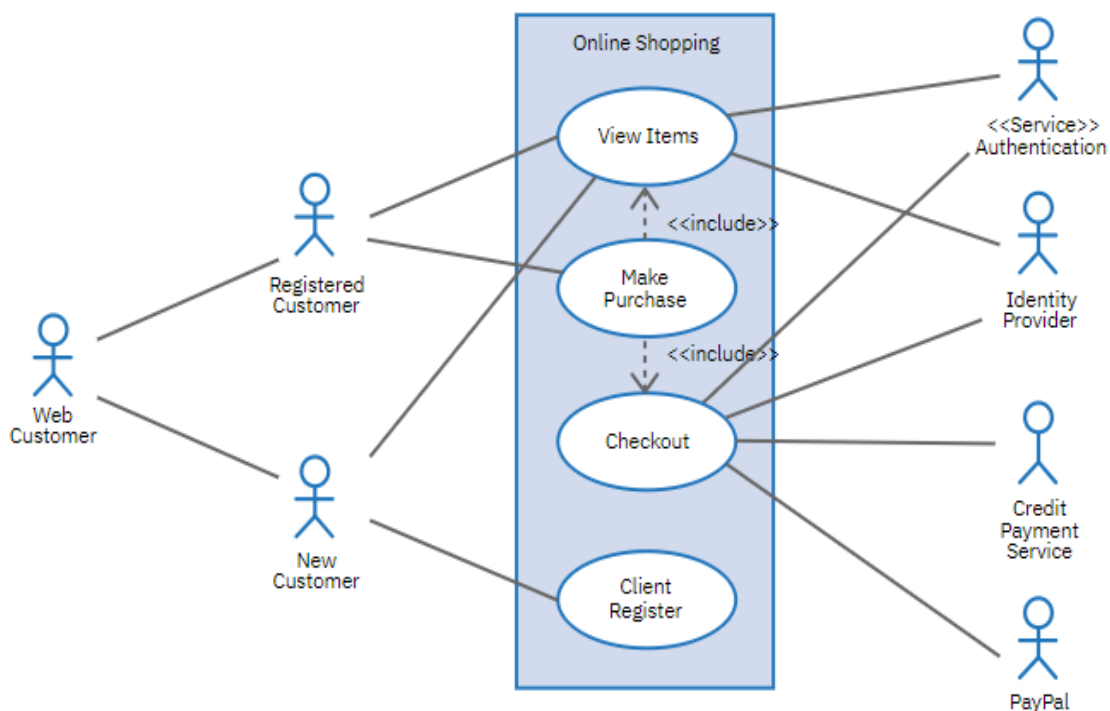 Online Shopping
View Items
<<Service>>
Authentication
<<include>>
Registered
Customer
Make
Purchase
Identity
Provider
<<include>>
Web
Customer
Checkout
Credit
Payment
Service
New
Customer
Client
Register
PayPal